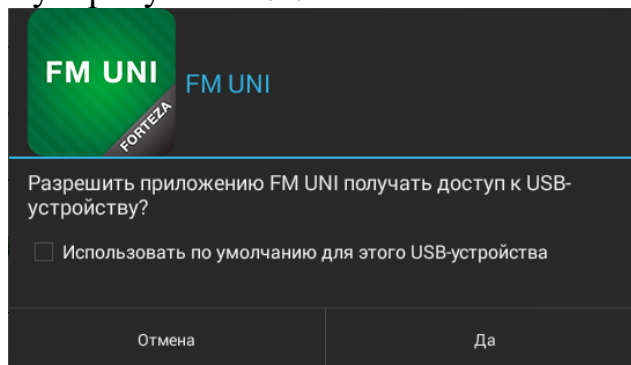 FM UNI
FORTEZA
FM UNI
Разрешить приложению FM UNI получать доступ к USB-
устройству?
Использовать по умолчанию для этого USB-устройства
Отмена
Да